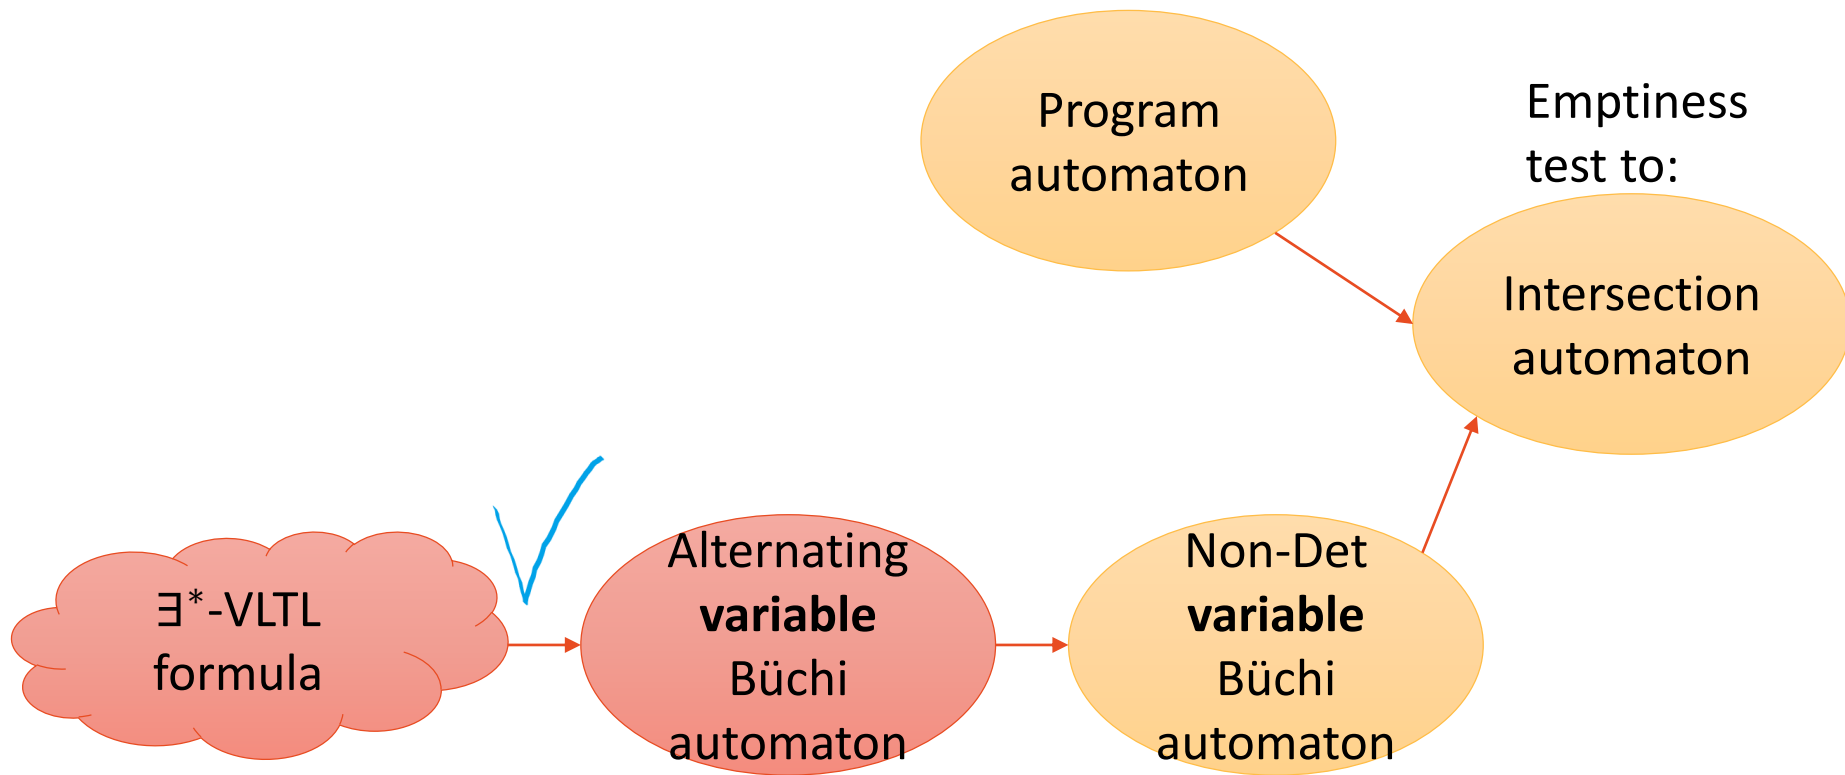 Program
automaton
Emptiness
test to:
Intersection
automaton
∃*-VLTL
formula
Alternating
variable
Büchi
automaton
Non-Det
variable
Büchi
automaton